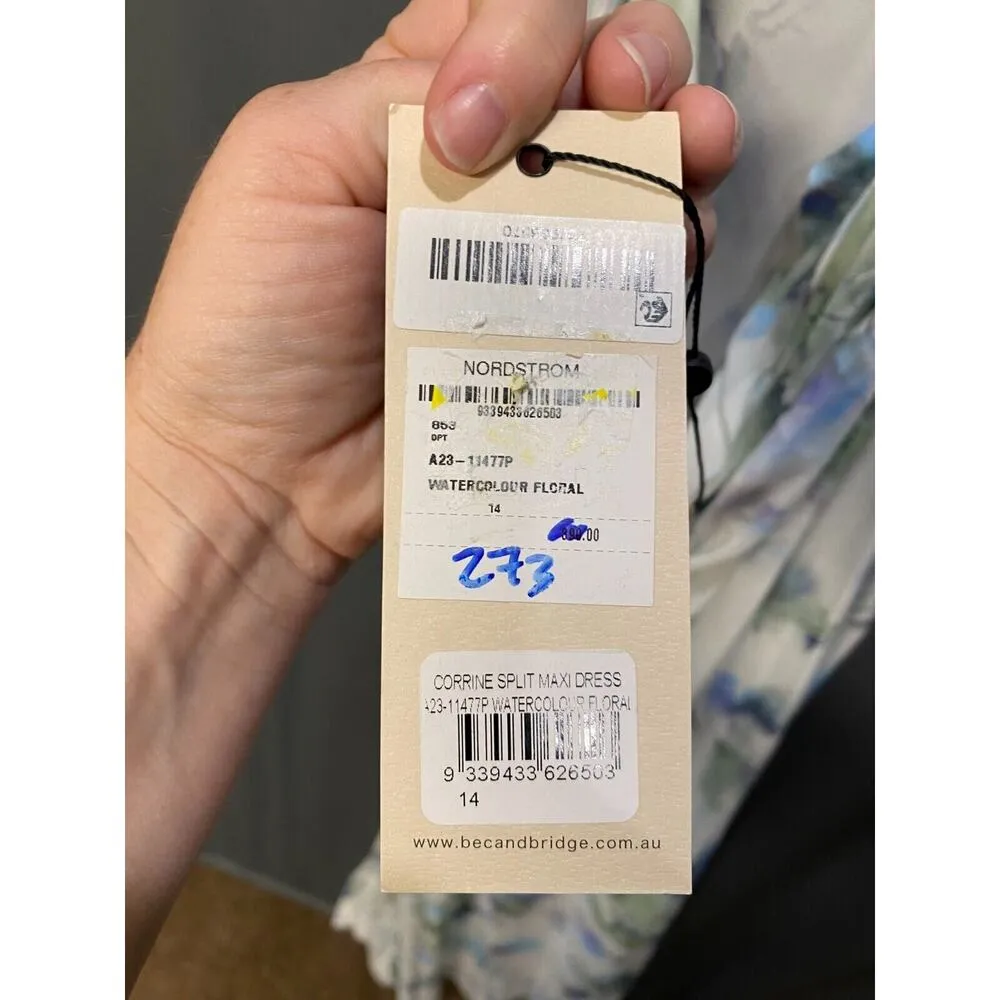 NORDSTROM
9339433626503
853
DPT
A23-11477P
WATERCOLOUR FLORAL
14
273
CORRINE SPLIT MAXI DRESS
A23-11477P WATERCOLOUR FLORAL
9 339433 626503
14
www.becandbridge.com.au